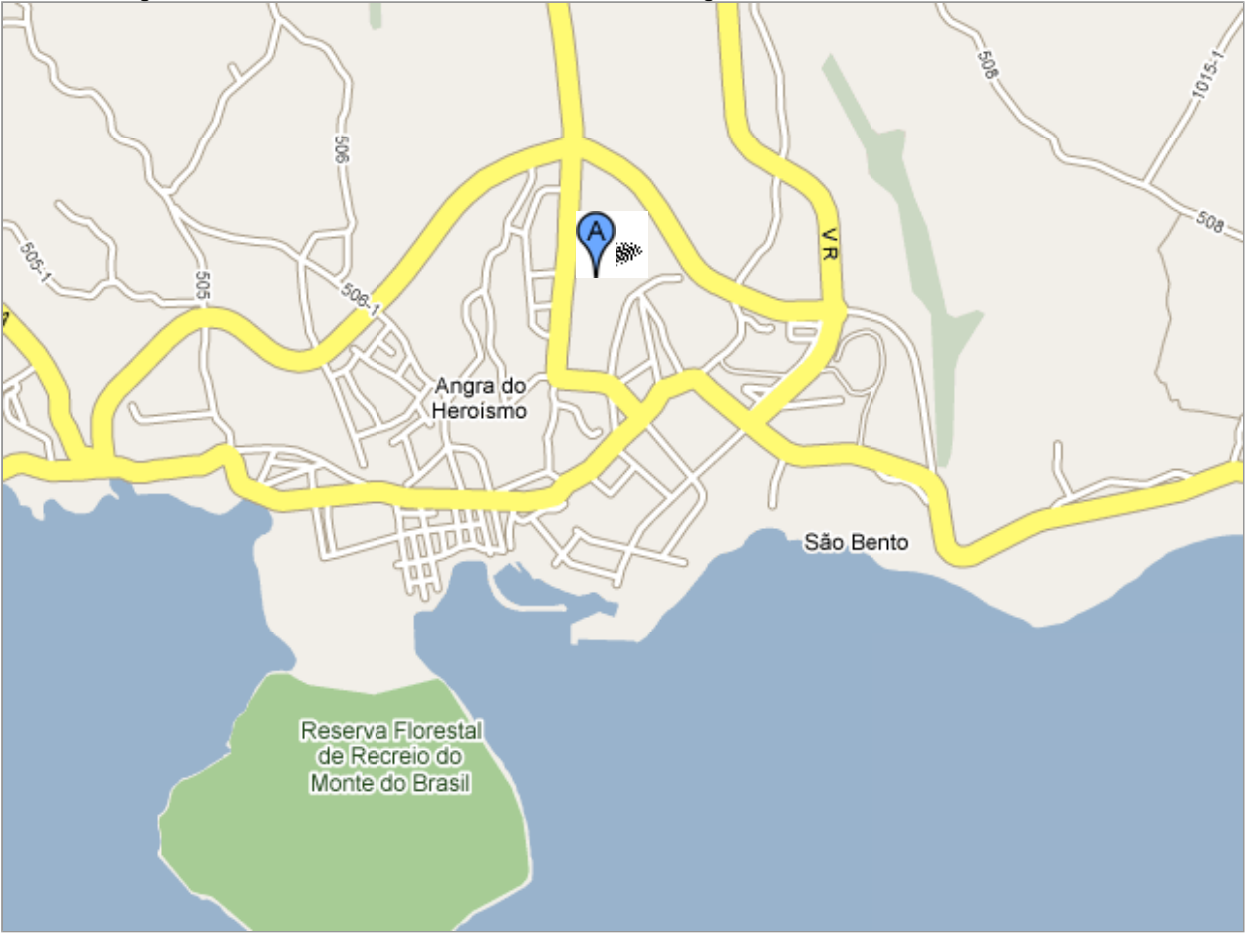 508
1015-1
506
508
A
505-1
V R
505
506-1
Angra do
Heroísmo
São Bento
Reserva Florestal
de Recreio do
Monte do Brasil